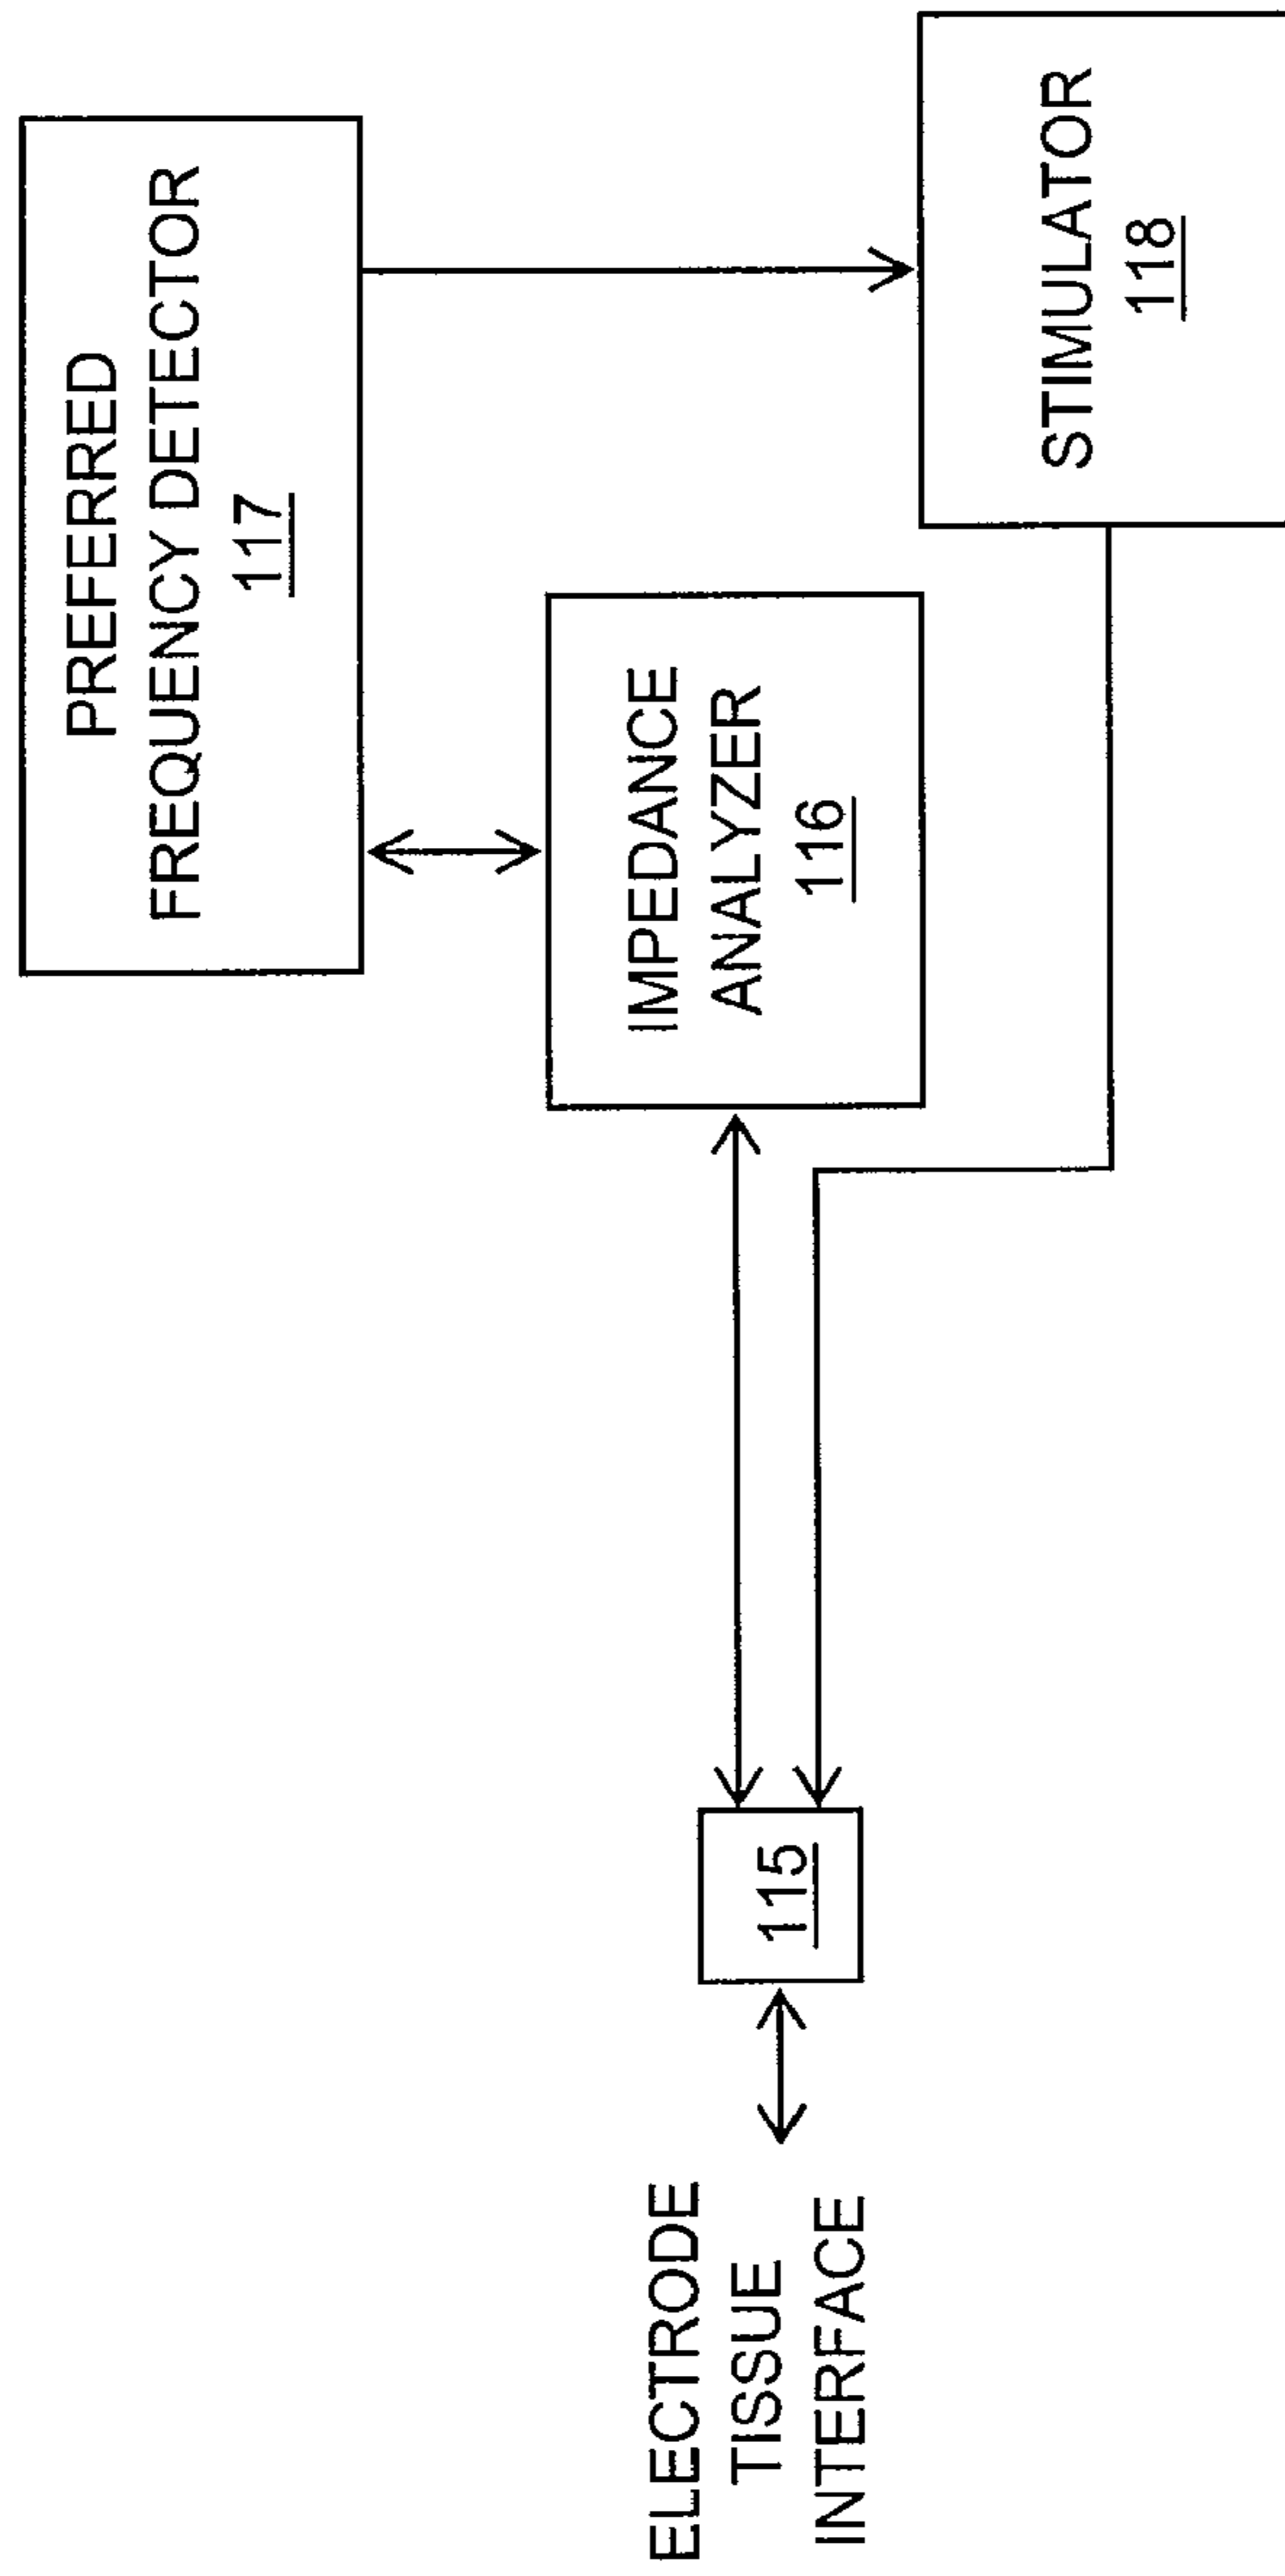 PREFERRED
FREQUENCY DETECTOR
117
ELECTRODE
TISSUE
INTERFACE
115
IMPEDANCE
ANALYZER
116
STIMULATOR
118